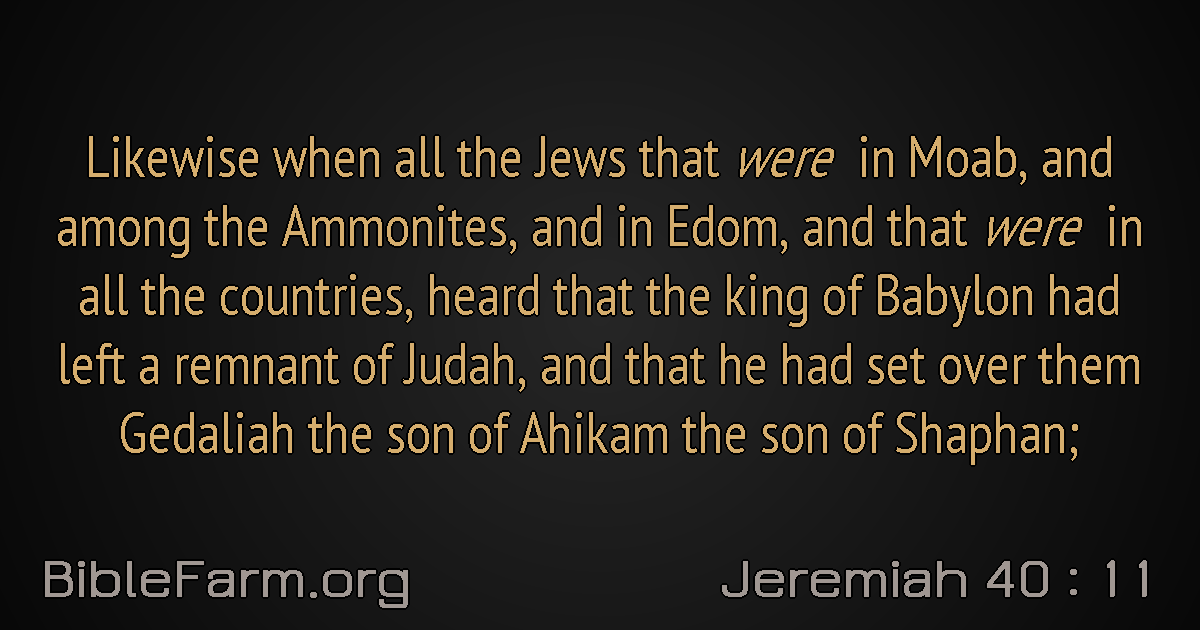 Likewise when all the Jews that were in Moab, and
among the Ammonites, and in Edom, and that were in
all the countries, heard that the king of Babylon had
left a remnant of Judah, and that he had set over them
Gedaliah the son of Ahikam the son of Shaphan;
BibleFarm.org
Jeremiah 40 : 11